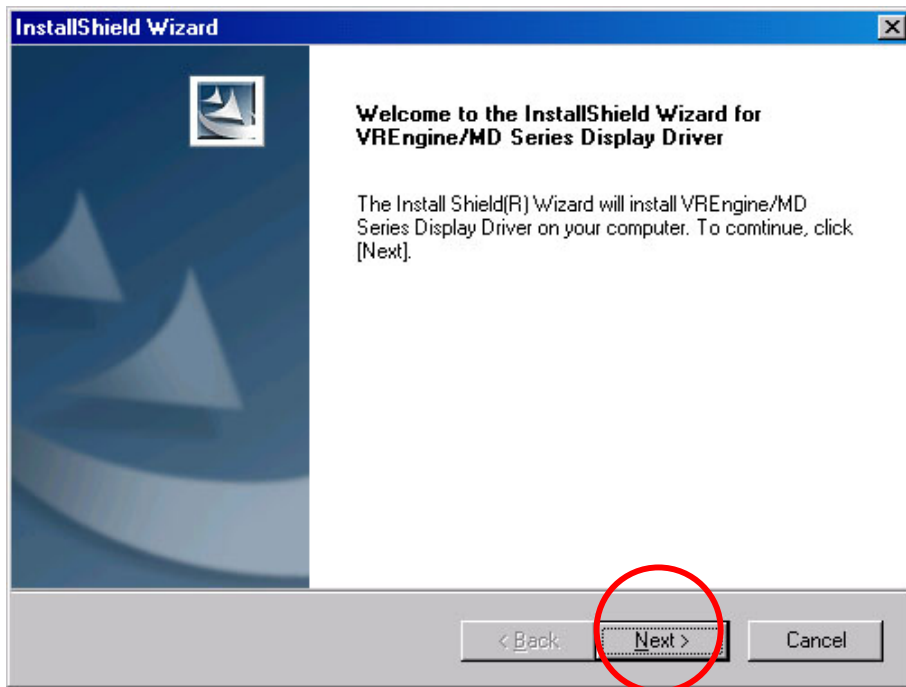 InstallShield Wizard
Welcome to the InstallShield Wizard for
VREngine/MD Series Display Driver
The Install Shield(R) Wizard will install VREngine/MD
Series Display Driver on your computer. To comtinue, click
[Next].
< Back
Next >
Cancel